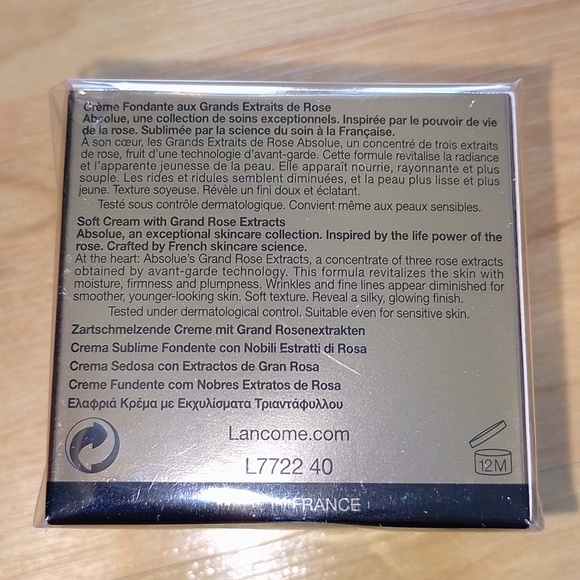 Crème Fondante aux Grands Extraits de Rose
Absolue, une collection de soins exceptionnels. Inspirée par le pouvoir de vie
de la rose. Sublimée par la science du soin à la Française.
À son cœur, les Grands Extraits de Rose Absolue, un concentré de trois extraits
de rose, fruit d'une technologie d'avant-garde. Cette formule revitalise la radiance
et l'apparente jeunesse de la peau. Elle apparaît nourrie, rayonnante et plus
souple. Les rides et ridules semblent diminuées, et la peau plus lisse et plus
jeune. Texture soyeuse. Révèle un fini doux et éclatant.
Testé sous contrôle dermatologique. Convient même aux peaux sensibles.
Soft Cream with Grand Rose Extracts
Absolue, an exceptional skincare collection. Inspired by the life power of the
rose. Crafted by French skincare science.
At the heart: Absolue's Grand Rose Extracts, a concentrate of three rose extracts
obtained by avant-garde technology. This formula revitalizes the skin with
moisture, firmness and plumpness. Wrinkles and fine lines appear diminished for
smoother, younger-looking skin. Soft texture. Reveal a silky, glowing finish.
Tested under dermatological control. Suitable even for sensitive skin.
Zartschmelzende Creme mit Grand Rosenextrakten
Crema Sublime Fondente con Nobili Estratti di Rosa
Crema Sedosa con Extractos de Gran Rosa
Creme Fundente com Nobres Extratos de Rosa
Ελαφριά Κρέμα με Εκχυλίσματα Τριαντάφυλλου
Lancome.com
12M
L7722 40
FRANCE